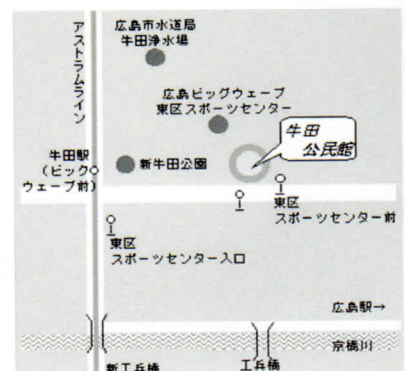 広島市水道局
牛田浄水場
アストラムライン
広島ビッグウェーブ
東区スポーツセンター
牛田
公民館
牛田駅
(ビック
ウェーブ前)
新牛田公園
東区
スポーツセンター前
東区
スポーツセンター入口
広島駅→
京橋川
新工兵橋
工兵橋